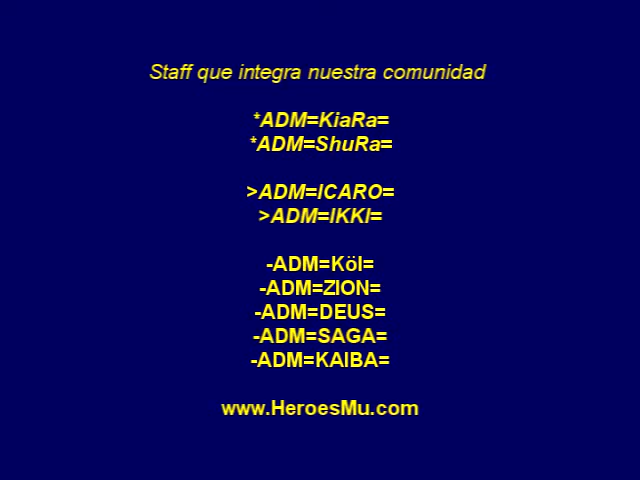 Staff que integra nuestra comunidad
*ADM=KiaRa=
*ADM=ShuRa=
>ADM=ICARO=
>ADM=IKKI=
-ADM=Köl=
-ADM=ZION=
-ADM=DEUS=
-ADM=SAGA=
-ADM=KAIBA=
www.HeroesMu.com